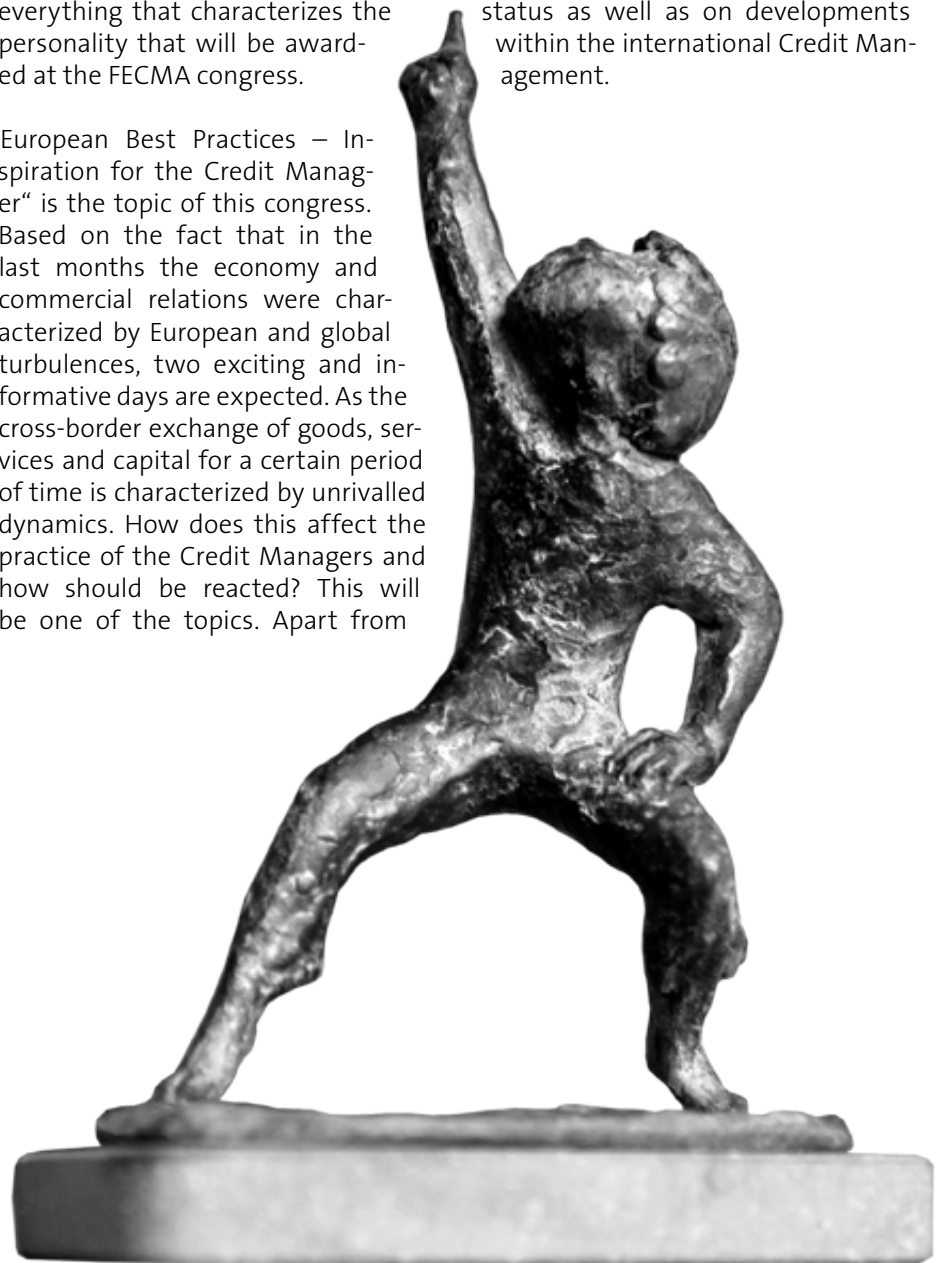 everything that characterizes the
personality that will be award-
ed at the FECMA congress.
European Best Practices – In-
spiration for the Credit Manag-
er“ is the topic of this congress.
Based on the fact that in the
last months the economy and
commercial relations were char-
acterized by European and global
turbulences, two exciting and in-
formative days are expected. As the
cross-border exchange of goods, ser-
vices and capital for a certain period
of time is characterized by unrivalled
dynamics. How does this affect the
practice of the Credit Managers and
how should be reacted? This will
be one of the topics. Apart from
status as well as on developments
within the international Credit Man-
agement.